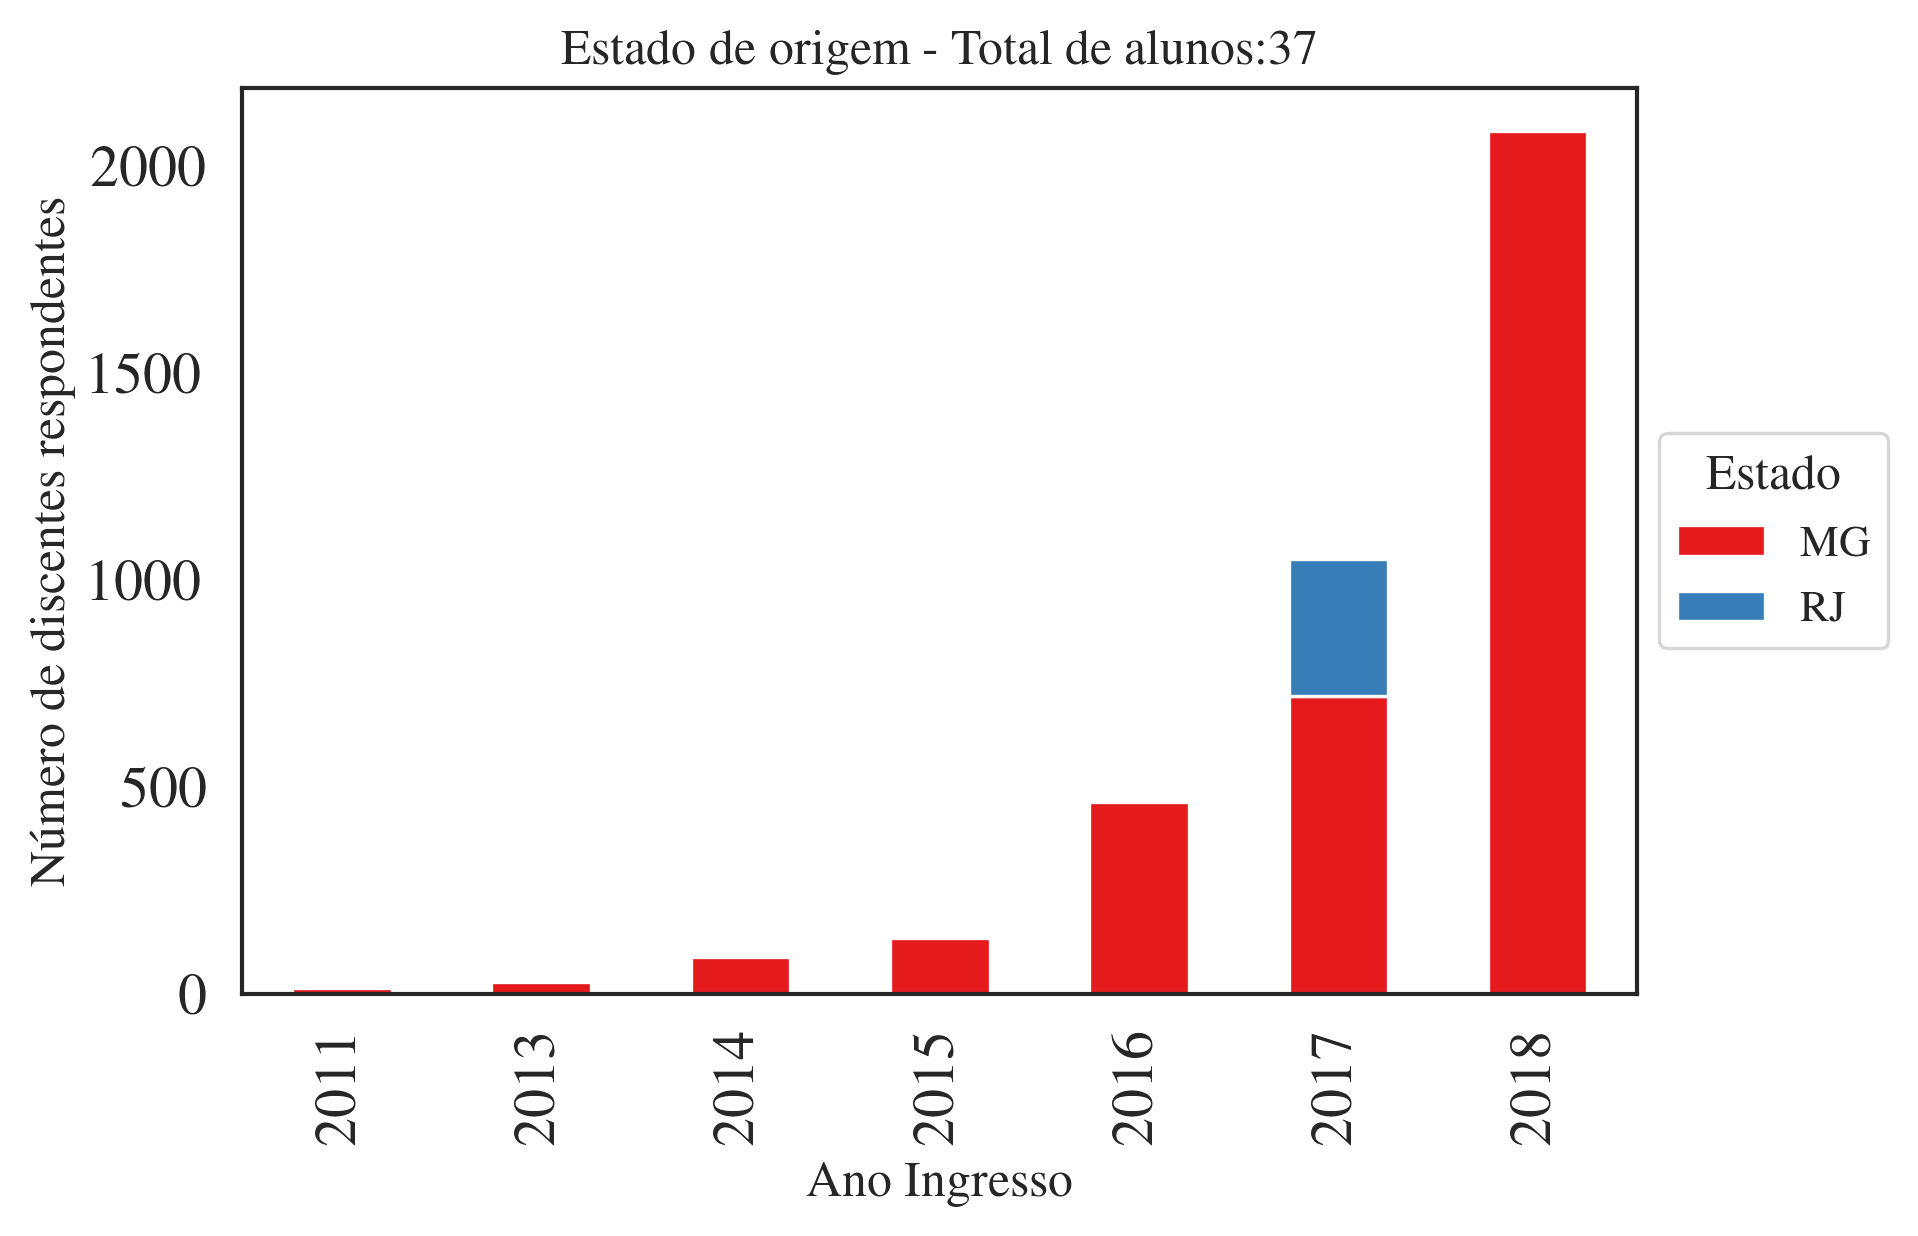 Estado de origem - Total de alunos:37
Número de discentes respondentes
2000
1500
1000
500
0
2011
2013
2014
2015
2016
2017
2018
Ano Ingresso
Estado
MG
RJ